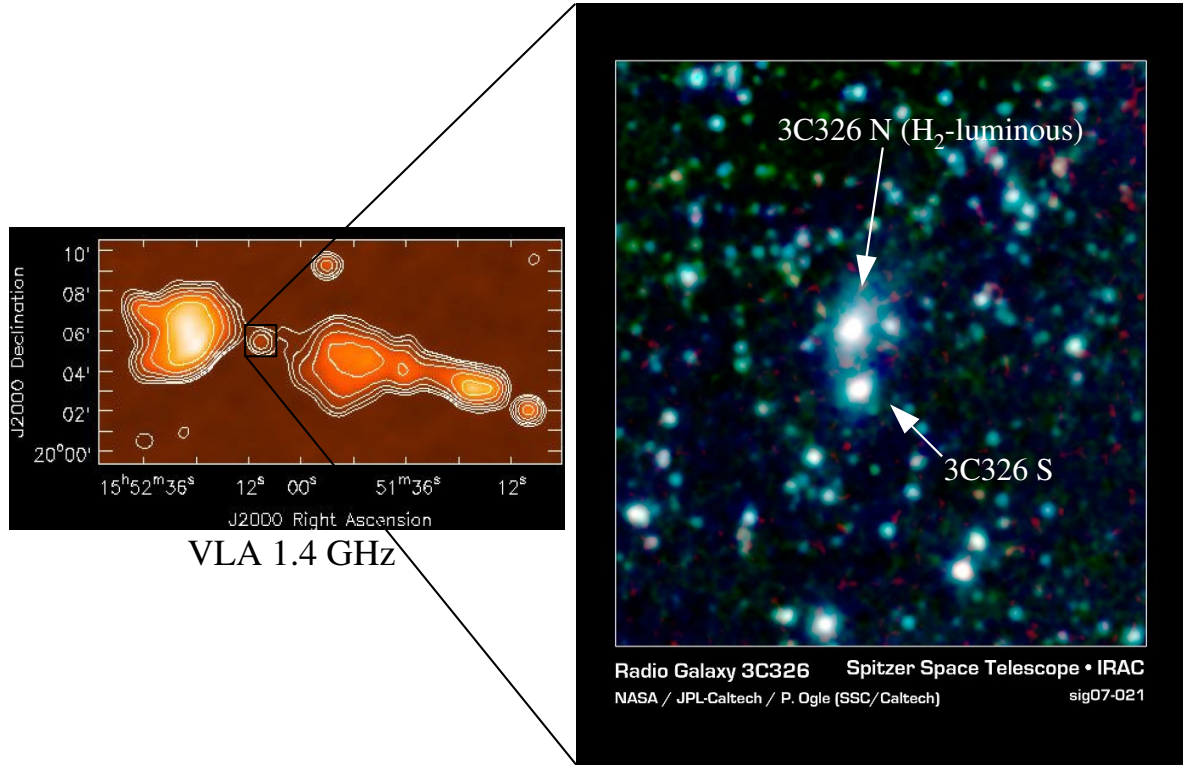 3C326 N (H₂-luminous)
3C326 S
10'
08'
06'
04'
02'
20°00'
J2000 Declination
15ʰ52ᵐ36ˢ 12ˢ 00ˢ 51ᵐ36ˢ 12ˢ
J2000 Right Ascension
VLA 1.4 GHz
Radio Galaxy 3C326 Spitzer Space Telescope • IRAC
NASA / JPL-Caltech / P. Ogle (SSC/Caltech) sig07-021